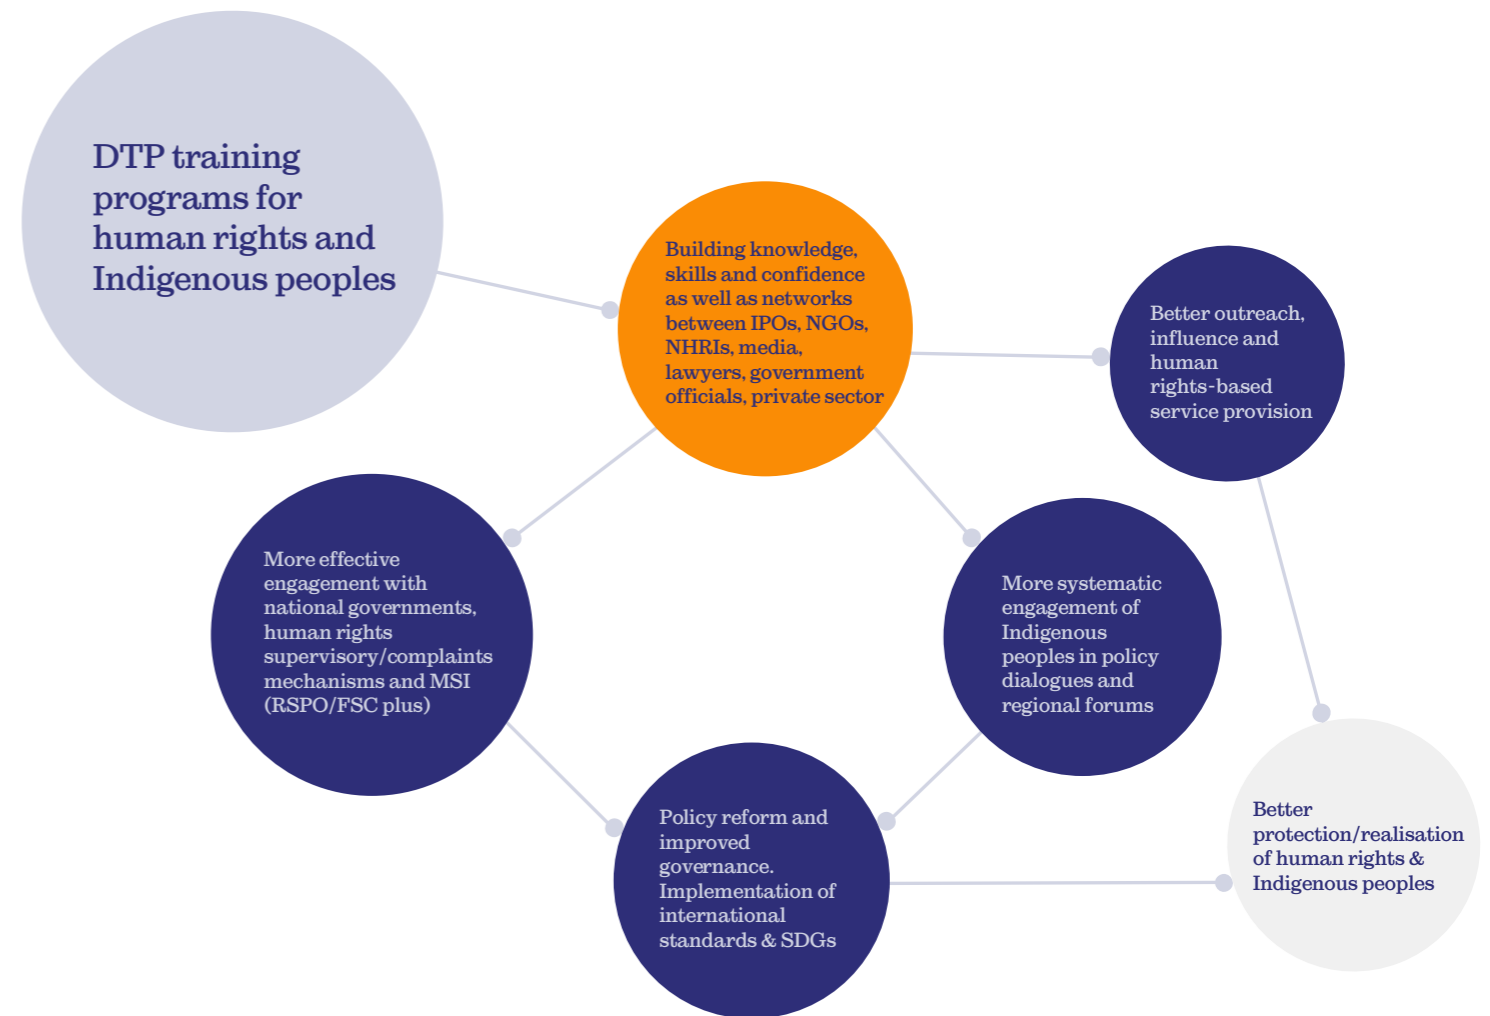 DTP training
programs for
human rights and
Indigenous peoples
Building knowledge,
skills and confidence
as well as networks
between IPOs, NGOs,
NHRIs, media,
lawyers, government
officials, private sector
Better outreach,
influence and
human
rights-based
service provision
More effective
engagement with
national governments,
human rights
supervisory/complaints
mechanisms and MSI
(RSPO/FSC plus)
More systematic
engagement of
Indigenous
peoples in policy
dialogues and
regional forums
Policy reform and
improved
governance.
Implementation of
international
standards & SDGs
Better
protection/realisation
of human rights &
Indigenous peoples